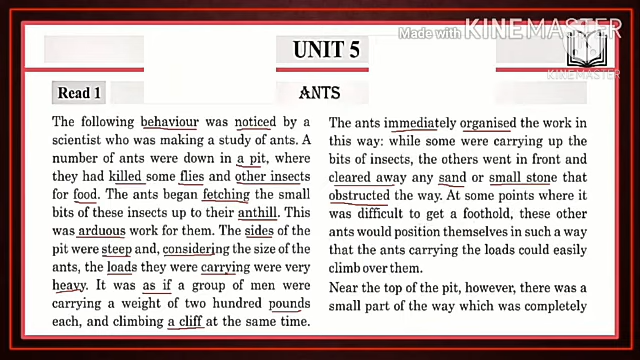 Made with KINEMASTER
KINEMASTER
UNIT 5
Read 1
ANTS
The following behaviour was noticed by a
scientist who was making a study of ants. A
number of ants were down in a pit, where
they had killed some flies and other insects
for food. The ants began fetching the small
bits of these insects up to their anthill. This
was arduous work for them. The sides of the
pit were steep and, considering the size of the
ants, the loads they were carrying were very
heavy. It was as if a group of men were
carrying a weight of two hundred pounds
each, and climbing a cliff at the same time.
The ants immediately organised the work in
this way: while some were carrying up the
bits of insects, the others went in front and
cleared away any sand or small stone that
obstructed the way. At some points where it
was difficult to get a foothold, these other
ants would position themselves in such a way
that the ants carrying the loads could easily
climb over them.
Near the top of the pit, however, there was a
small part of the way which was completely